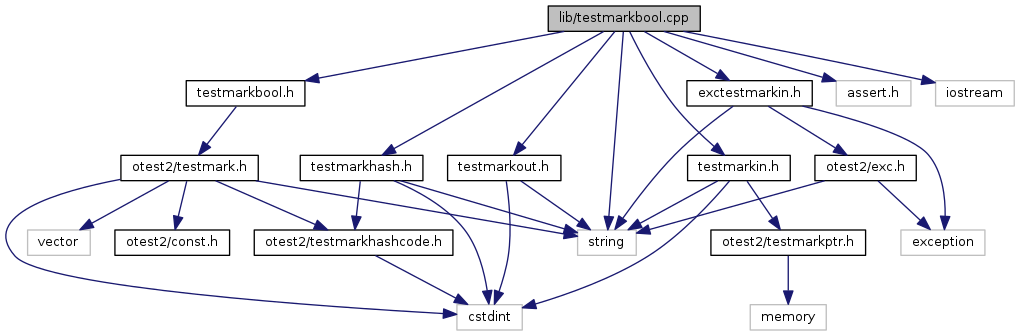 lib/testmarkbool.cpp
testmarkbool.h
exctestmarkin.h
assert.h
iostream
otest2/testmark.h
testmarkhash.h
testmarkout.h
testmarkin.h
otest2/exc.h
vector
otest2/const.h
otest2/testmarkhashcode.h
string
otest2/testmarkptr.h
exception
cstdint
memory